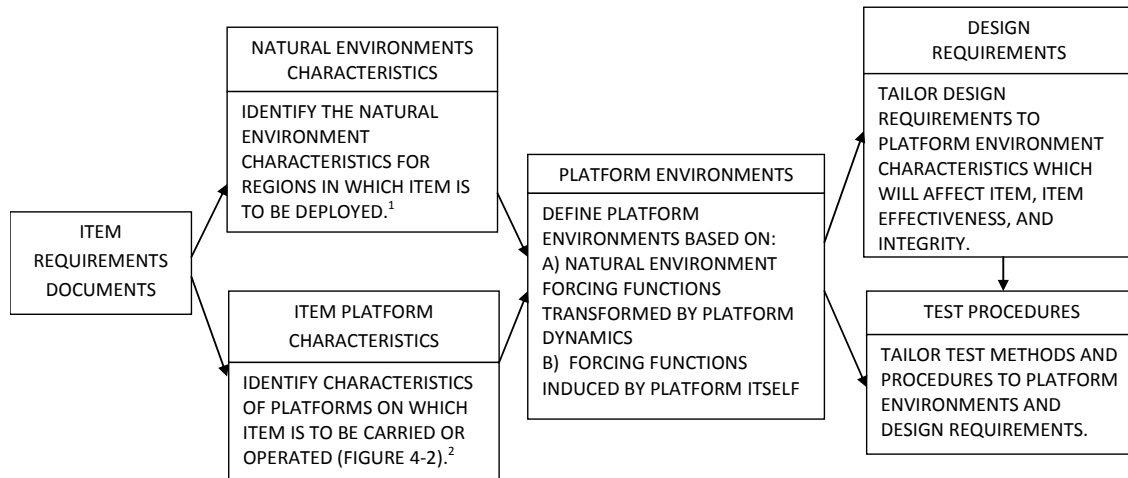 ITEM
REQUIREMENTS
DOCUMENTS
NATURAL ENVIRONMENTS
CHARACTERISTICS
IDENTIFY THE NATURAL
ENVIRONMENT
CHARACTERISTICS FOR
REGIONS IN WHICH ITEM IS
TO BE DEPLOYED.¹
ITEM PLATFORM
CHARACTERISTICS
IDENTIFY CHARACTERISTICS
OF PLATFORMS ON WHICH
ITEM IS TO BE CARRIED OR
OPERATED (FIGURE 4-2).²
PLATFORM ENVIRONMENTS
DEFINE PLATFORM
ENVIRONMENTS BASED ON:
A) NATURAL ENVIRONMENT
FORCING FUNCTIONS
TRANSFORMED BY PLATFORM
DYNAMICS
B) FORCING FUNCTIONS
INDUCED BY PLATFORM ITSELF
DESIGN
REQUIREMENTS
TAILOR DESIGN
REQUIREMENTS TO
PLATFORM ENVIRONMENT
CHARACTERISTICS WHICH
WILL AFFECT ITEM, ITEM
EFFECTIVENESS, AND
INTEGRITY.
TEST PROCEDURES
TAILOR TEST METHODS AND
PROCEDURES TO PLATFORM
ENVIRONMENTS AND
DESIGN REQUIREMENTS.